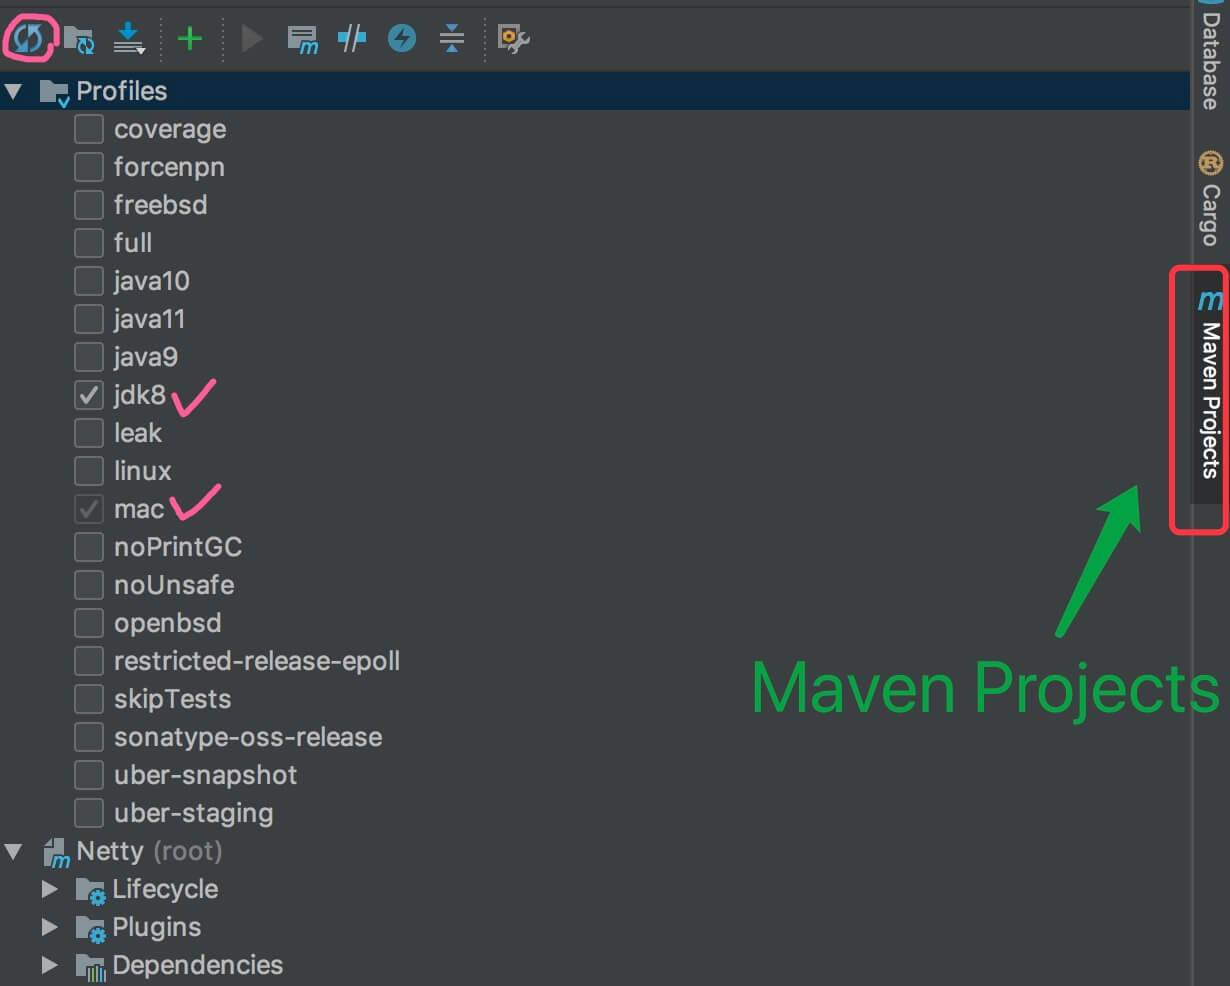 Profiles
coverage
forcenpn
freebsd
full
java10
java11
java9
jdk8
leak
linux
mac
noPrintGC
noUnsafe
openbsd
restricted-release-epoll
skipTests
sonatype-oss-release
uber-snapshot
uber-staging
Netty (root)
Lifecycle
Plugins
Dependencies
Database
Cargo
Maven Projects
Maven Projects